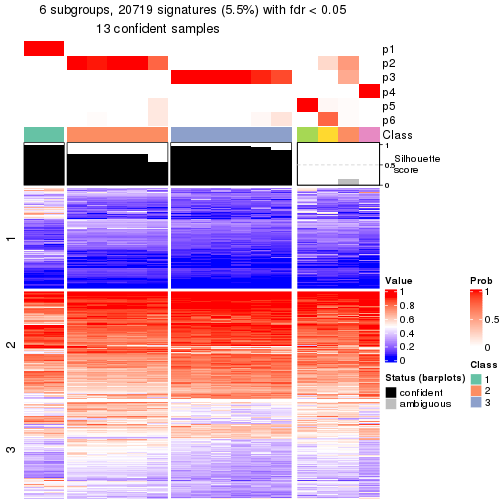 6 subgroups, 20719 signatures (5.5%) with fdr < 0.05
13 confident samples
p1
p2
p3
p4
p5
p6
Class
1
0.5
0
Silhouette
score
1
2
3
Value
1
0.8
0.6
0.4
0.2
0
Prob
1
0.5
0
Status (barplots)
confident
ambiguous
Class
1
2
3